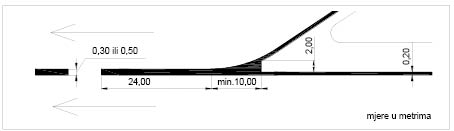 0,30 ili 0,50
2,00
0,20
24,00
min.10,00
mjere u metrima